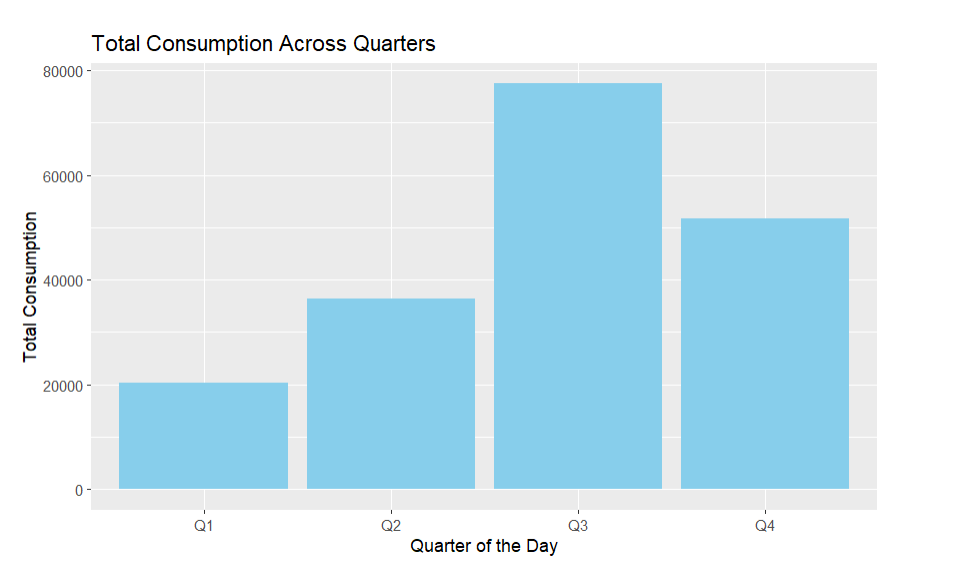 Total Consumption Across Quarters
Total Consumption
80000
60000
40000
20000
0
Q1 Q2 Q3 Q4
Quarter of the Day